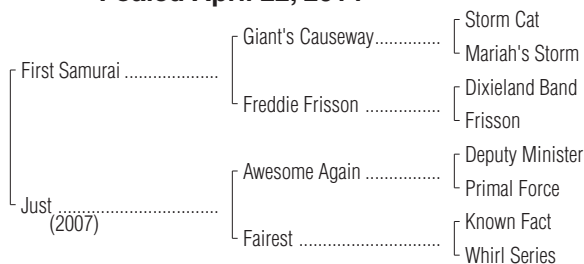 Foaled April 22,
Storm Cat
Giant's Causeway..............
Mariah's Storm
First Samurai ....................
Dixieland Band
Freddie Frisson ................
Frisson
Deputy Minister
Awesome Again ................
Primal Force
Just ..................................
(2007)
Known Fact
Fairest ..............................
Whirl Series